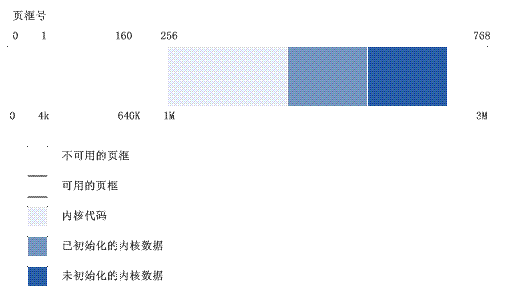 页框号
0 1 160 256 768
0 4k 640K 1M 3M
不可用的页框
可用的页框
内核代码
已初始化的内核数据
未初始化的内核数据